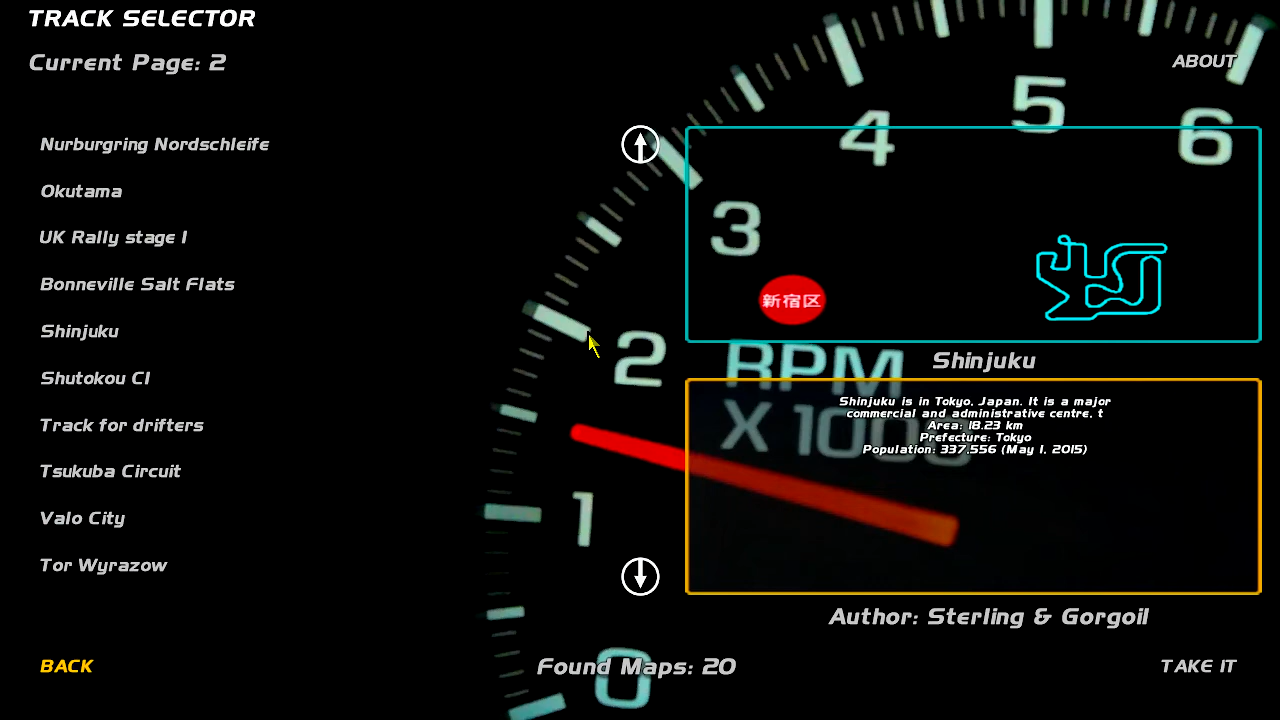 TRACK SELECTOR
Current Page: 2
ABOUT
Nurburgring Nordschleife
Okutama
UK Rally stage 1
Bonneville Salt Flats
Shinjuku
Shutokou C1
Track for drifters
Tsukuba Circuit
Valo City
Tor Wyrazow
0
1
2
3
4
5
6
新宿区
RPM
X 1000
Shinjuku
Shinjuku is in Tokyo, Japan. It is a major
commercial and administrative centre, t
Area: 18.23 km
Prefecture: Tokyo
Population: 337,556 (May 1, 2015)
Author: Sterling & Gorgoil
BACK
Found Maps: 20
TAKE IT